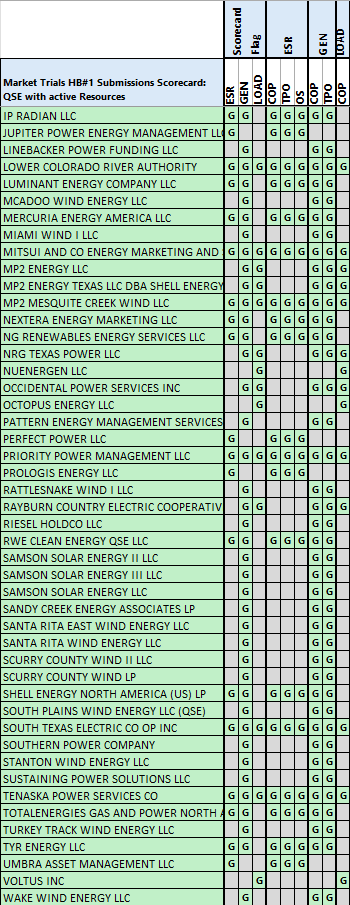 Scorecard
Flag
ESR
GEN
LOAD
Market Trials HB#1 Submissions Scorecard:
QSE with active Resources
ESR GEN LOAD COP TPO OS COP TPO COP
IP RADIAN LLC G G G G G G G
JUPITER POWER ENERGY MANAGEMENT LL G G G G
LINEBACKER POWER FUNDING LLC G G G
LOWER COLORADO RIVER AUTHORITY G G G G G G G G G
LUMINANT ENERGY COMPANY LLC G G G G G G G
MCADOO WIND ENERGY LLC G G G
MERCURIA ENERGY AMERICA LLC G G G G G G G
MIAMI WIND I LLC G G G
MITSUI AND CO ENERGY MARKETING AND G G G G G G G G G
MP2 ENERGY LLC G G G G G
MP2 ENERGY TEXAS LLC DBA SHELL ENERGY G G G G G
MP2 MESQUITE CREEK WIND LLC G G G G G G G G G
NEXTERA ENERGY MARKETING LLC G G G G G G G
NG RENEWABLES ENERGY SERVICES LLC G G G G G G G
NRG TEXAS POWER LLC G G G G G
NUENERGEN LLC G G
OCCIDENTAL POWER SERVICES INC G G G G G
OCTOPUS ENERGY LLC G G
PATTERN ENERGY MANAGEMENT SERVICES G G G
PERFECT POWER LLC G G G G
PRIORITY POWER MANAGEMENT LLC G G G G G G G G G
PROLOGIS ENERGY LLC G G G G
RATTLESNAKE WIND I LLC G G G
RAYBURN COUNTRY ELECTRIC COOPERATIV G G G G G
RIESEL HOLDCO LLC G G G
RWE CLEAN ENERGY QSE LLC G G G G G G G
SAMSON SOLAR ENERGY II LLC G G G
SAMSON SOLAR ENERGY III LLC G G G
SAMSON SOLAR ENERGY LLC G G G
SANDY CREEK ENERGY ASSOCIATES LP G G G
SANTA RITA EAST WIND ENERGY LLC G G G
SANTA RITA WIND ENERGY LLC G G G
SCURRY COUNTY WIND II LLC G G G
SCURRY COUNTY WIND LP G G G
SHELL ENERGY NORTH AMERICA (US) LP G G G G G G G
SOUTH PLAINS WIND ENERGY LLC (QSE) G G G
SOUTH TEXAS ELECTRIC CO OP INC G G G G G G G G G
SOUTHERN POWER COMPANY G G G
STANTON WIND ENERGY LLC G G G
SUSTAINING POWER SOLUTIONS LLC G G G
TENASKA POWER SERVICES CO G G G G G G G G G
TOTALENERGIES GAS AND POWER NORTH A G G G G G G G
TURKEY TRACK WIND ENERGY LLC G G G
TYR ENERGY LLC G G G G G G G
UMBRA ASSET MANAGEMENT LLC G G G G
VOLTUS INC G G
WAKE WIND ENERGY LLC G G G